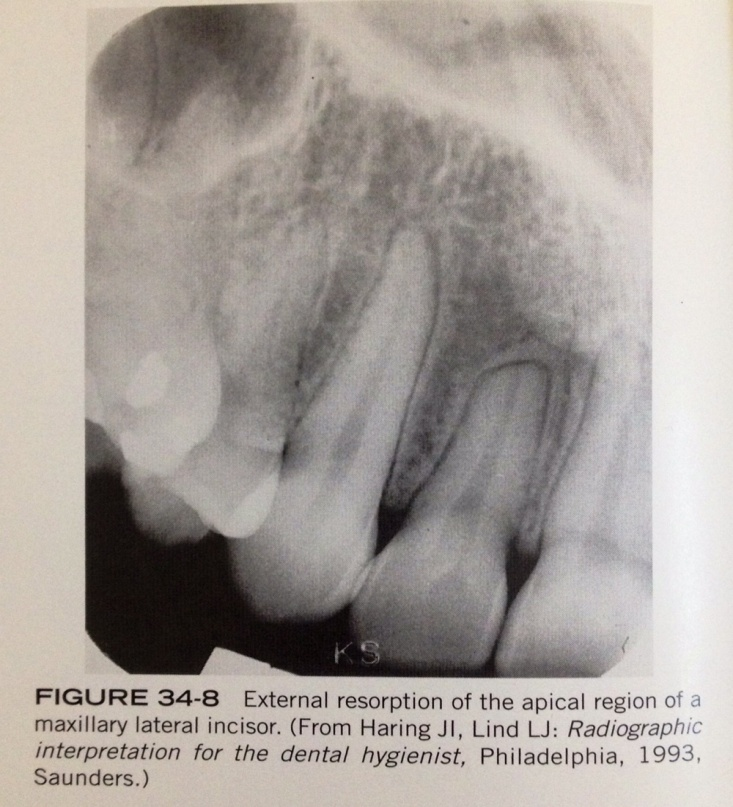 KS
FIGURE 34-8 External resorption of the apical region of a
maxillary lateral incisor. (From Haring JI, Lind LJ: Radiographic
interpretation for the dental hygienist, Philadelphia, 1993,
Saunders.)